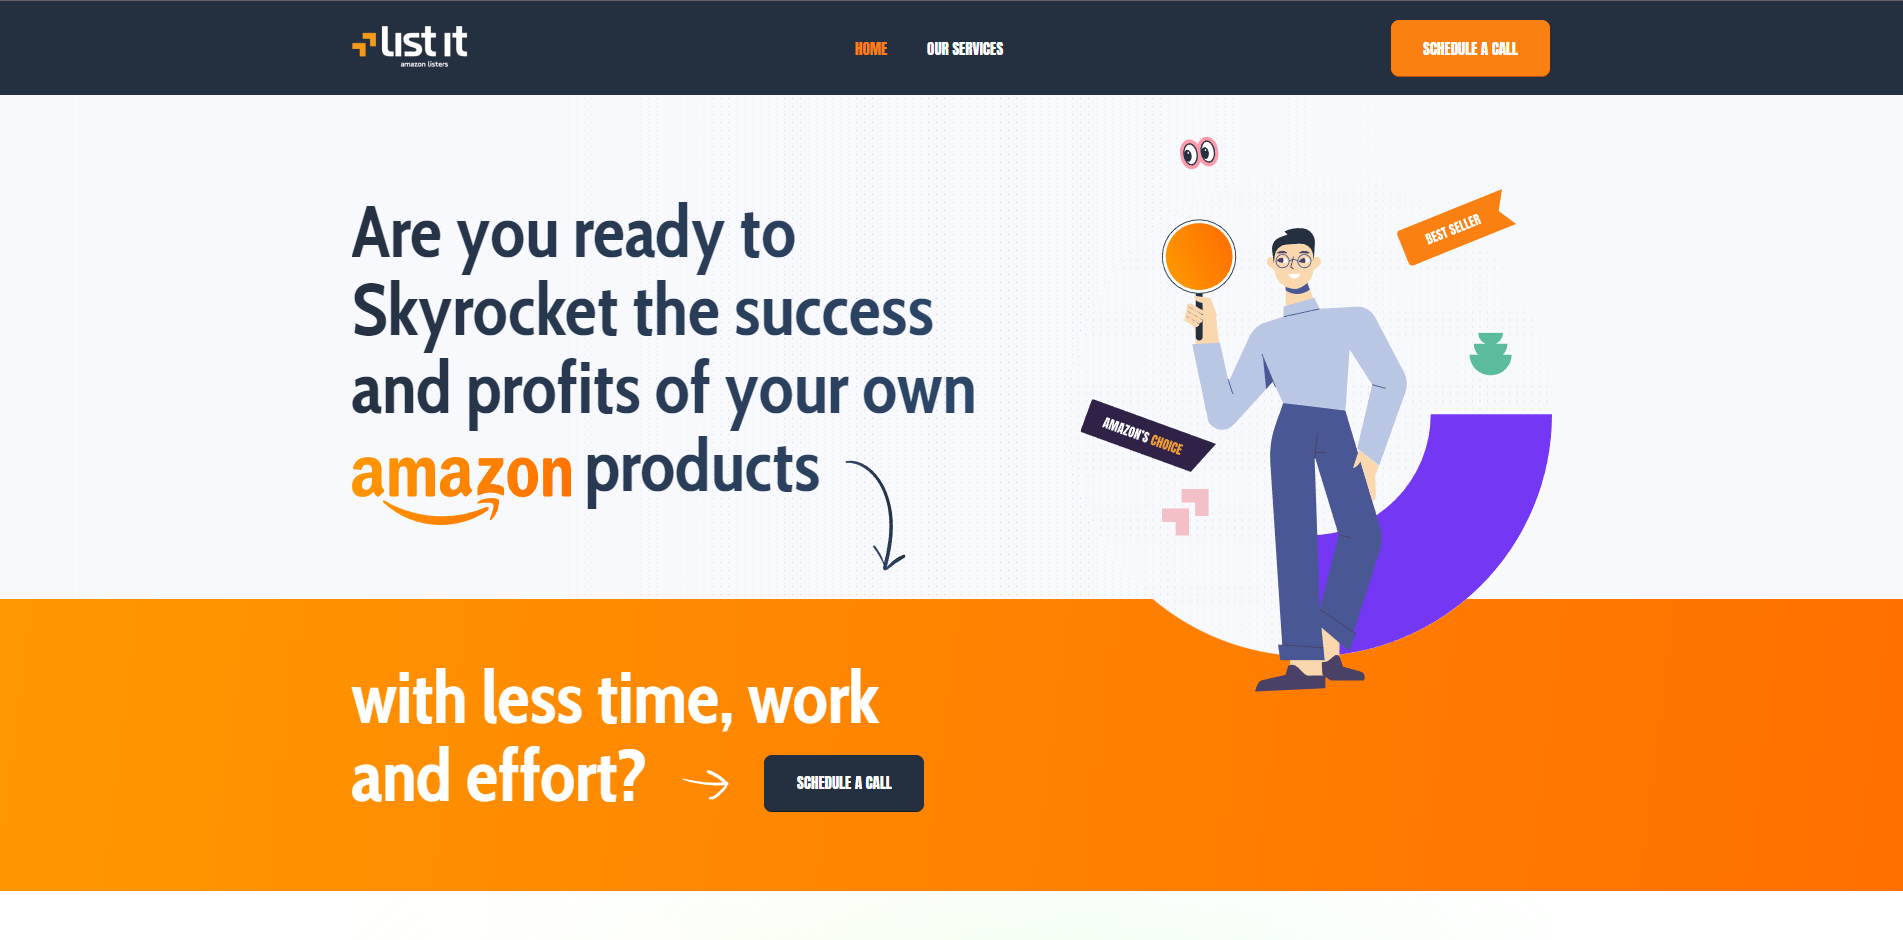 list it
amazon listers
HOME
OUR SERVICES
SCHEDULE A CALL
Are you ready to
Skyrocket the success
and profits of your own
amazon products
BEST SELLER
AMAZON'S CHOICE
with less time, work
and effort?
SCHEDULE A CALL